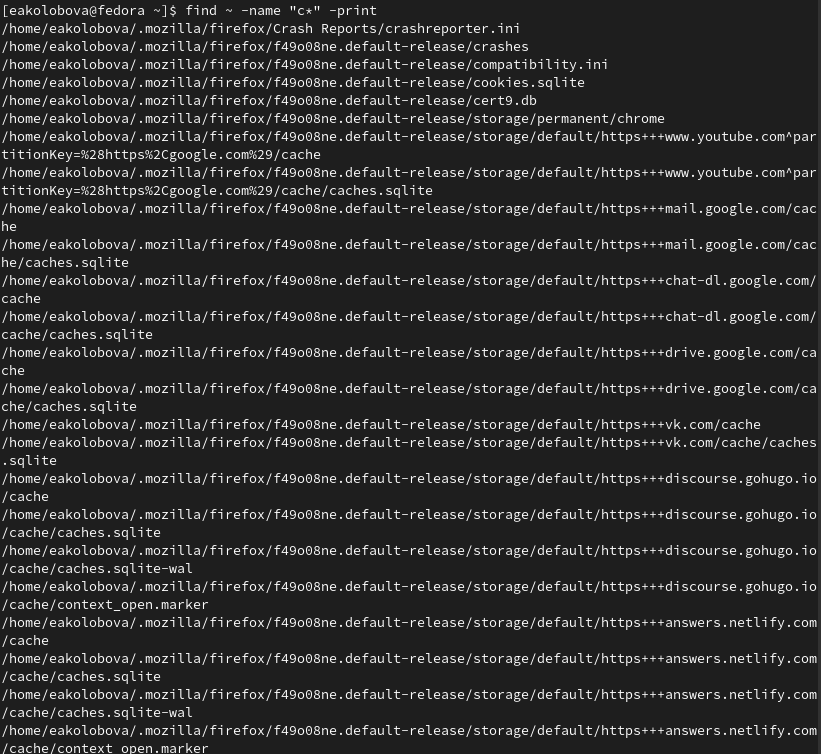 [eakolobova@fedora ~]$ find ~ -name "c*" -print
/home/eakolobova/.mozilla/firefox/Crash Reports/crashreporter.ini
/home/eakolobova/.mozilla/firefox/f49o08ne.default-release/crashes
/home/eakolobova/.mozilla/firefox/f49o08ne.default-release/compatibility.ini
/home/eakolobova/.mozilla/firefox/f49o08ne.default-release/cookies.sqlite
/home/eakolobova/.mozilla/firefox/f49o08ne.default-release/cert9.db
/home/eakolobova/.mozilla/firefox/f49o08ne.default-release/storage/permanent/chrome
/home/eakolobova/.mozilla/firefox/f49o08ne.default-release/storage/default/https+++www.youtube.com^par
titionKey=%28https%2Cgoogle.com%29/cache
/home/eakolobova/.mozilla/firefox/f49o08ne.default-release/storage/default/https+++www.youtube.com^par
titionKey=%28https%2Cgoogle.com%29/cache/caches.sqlite
/home/eakolobova/.mozilla/firefox/f49o08ne.default-release/storage/default/https+++mail.google.com/cac
he
/home/eakolobova/.mozilla/firefox/f49o08ne.default-release/storage/default/https+++mail.google.com/cac
he/caches.sqlite
/home/eakolobova/.mozilla/firefox/f49o08ne.default-release/storage/default/https+++chat-dl.google.com/
cache
/home/eakolobova/.mozilla/firefox/f49o08ne.default-release/storage/default/https+++chat-dl.google.com/
cache/caches.sqlite
/home/eakolobova/.mozilla/firefox/f49o08ne.default-release/storage/default/https+++drive.google.com/ca
che
/home/eakolobova/.mozilla/firefox/f49o08ne.default-release/storage/default/https+++drive.google.com/ca
che/caches.sqlite
/home/eakolobova/.mozilla/firefox/f49o08ne.default-release/storage/default/https+++vk.com/cache
/home/eakolobova/.mozilla/firefox/f49o08ne.default-release/storage/default/https+++vk.com/cache/caches
.sqlite
/home/eakolobova/.mozilla/firefox/f49o08ne.default-release/storage/default/https+++discourse.gohugo.io
/cache
/home/eakolobova/.mozilla/firefox/f49o08ne.default-release/storage/default/https+++discourse.gohugo.io
/cache/caches.sqlite
/home/eakolobova/.mozilla/firefox/f49o08ne.default-release/storage/default/https+++discourse.gohugo.io
/cache/caches.sqlite-wal
/home/eakolobova/.mozilla/firefox/f49o08ne.default-release/storage/default/https+++discourse.gohugo.io
/cache/context_open.marker
/home/eakolobova/.mozilla/firefox/f49o08ne.default-release/storage/default/https+++answers.netlify.com
/cache
/home/eakolobova/.mozilla/firefox/f49o08ne.default-release/storage/default/https+++answers.netlify.com
/cache/caches.sqlite
/home/eakolobova/.mozilla/firefox/f49o08ne.default-release/storage/default/https+++answers.netlify.com
/cache/caches.sqlite-wal
/home/eakolobova/.mozilla/firefox/f49o08ne.default-release/storage/default/https+++answers.netlify.com
/cache/context_open.marker